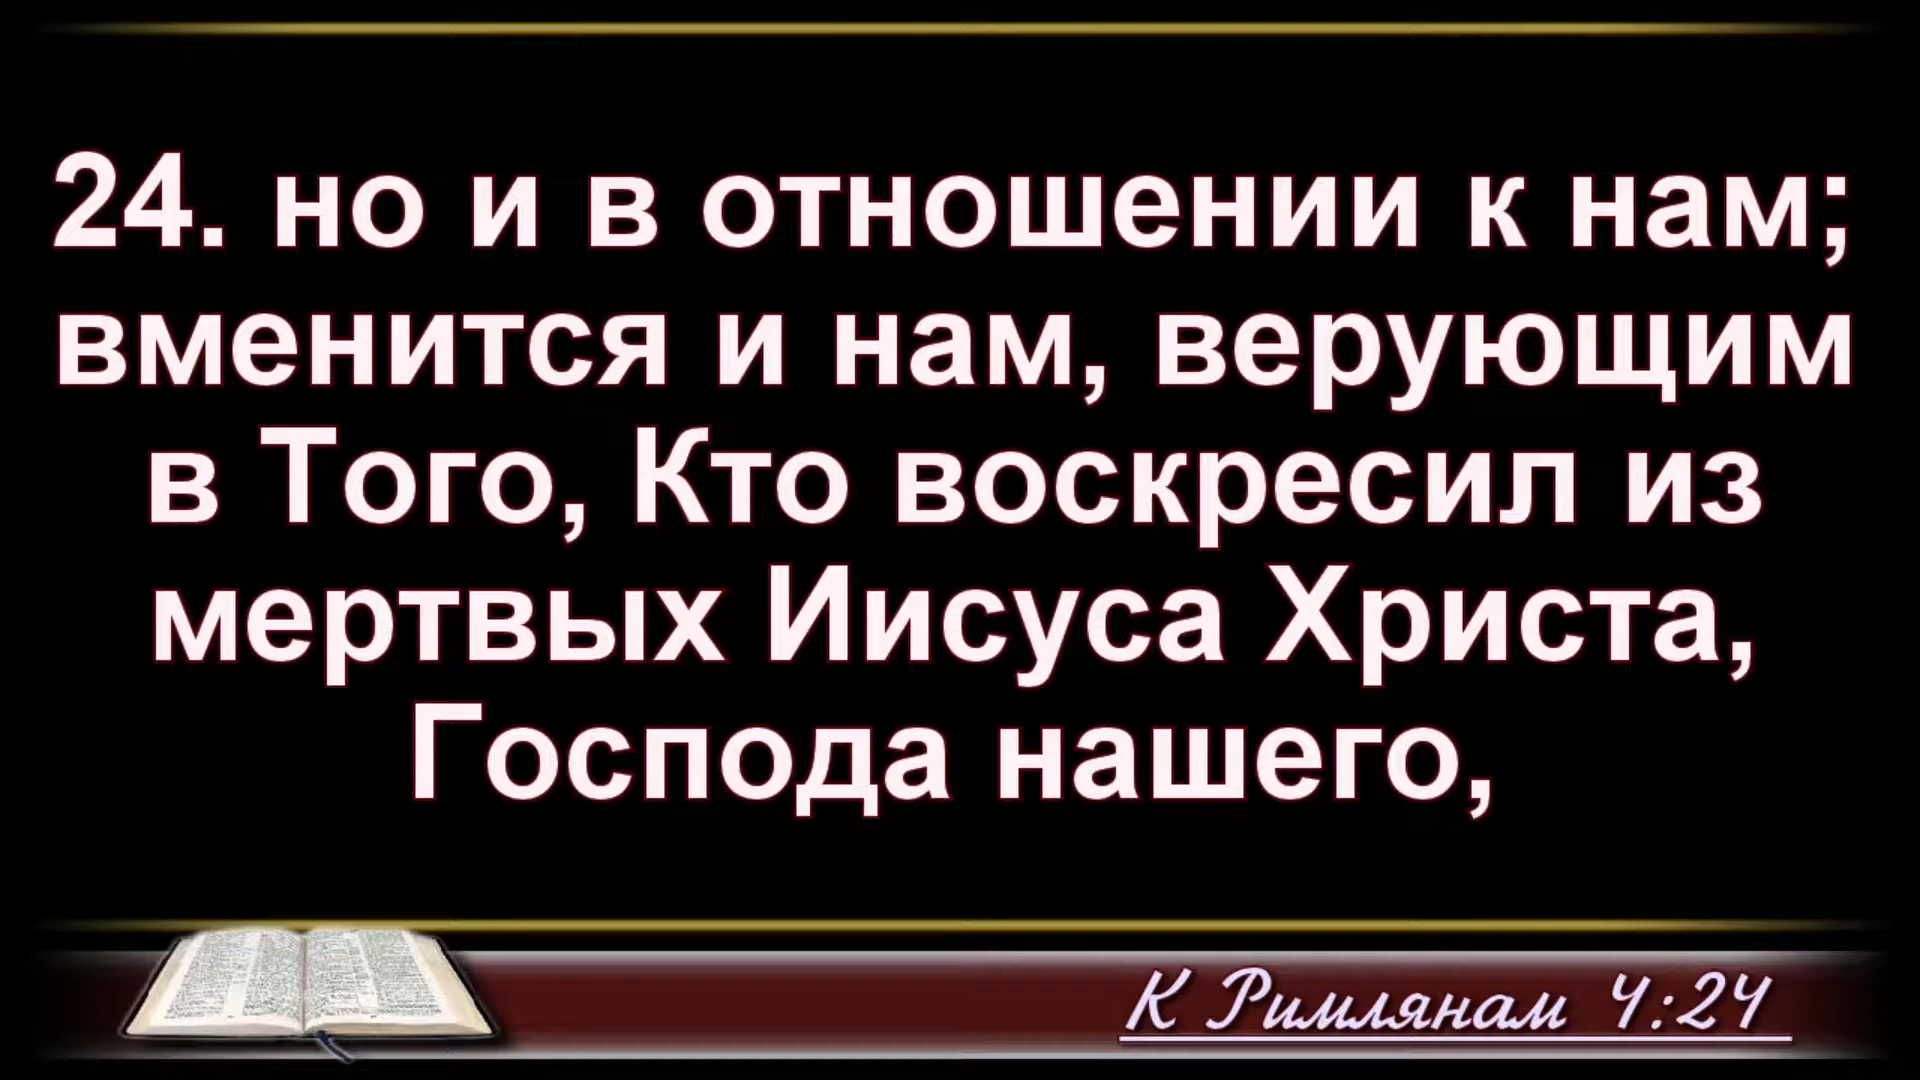 24. но и в отношении к нам;
вменится и нам, верующим
в Того, Кто воскресил из
мертвых Иисуса Христа,
Господа нашего,
К Римлянам 4:24